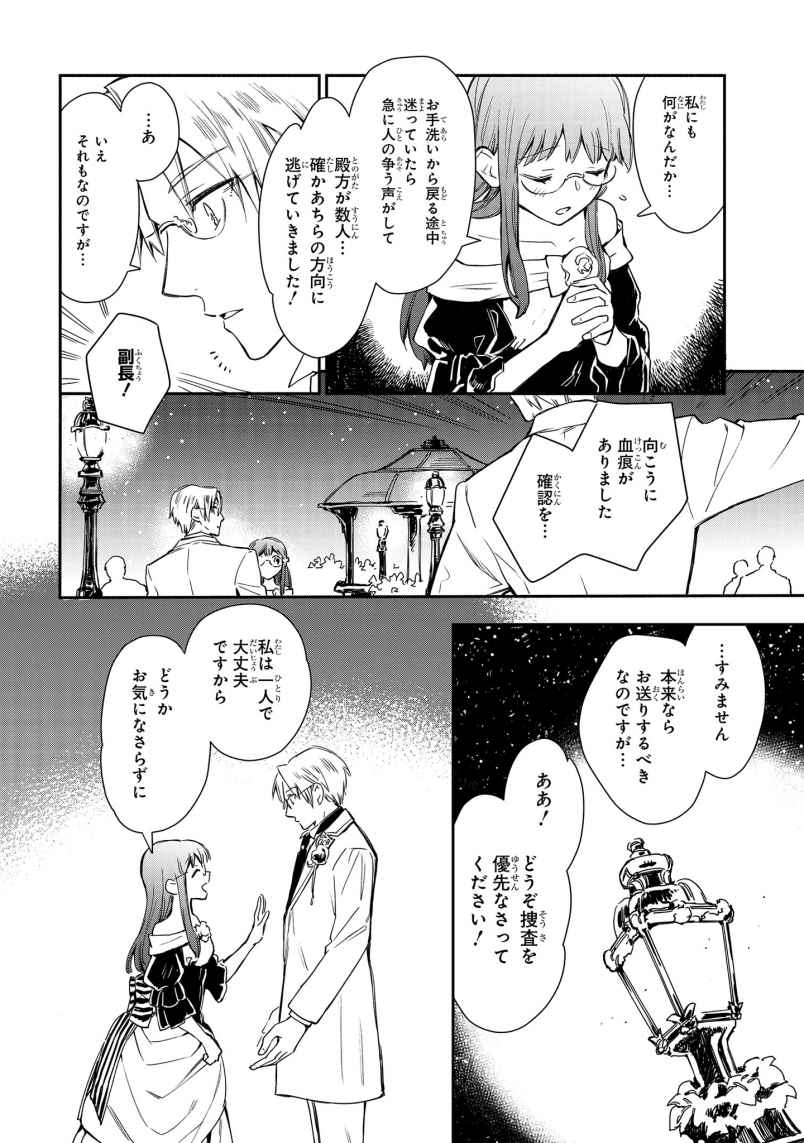 私にも
何がなんだか…
お手洗いから戻る途中
迷っていたら
急に人の争う声がして
殿方が数人…
確かあちらの方向に
逃げていきました！
…あ
いえ
それもなのですが…
副長！
向こうに
血痕が
ありました
確認を…
…すみません
本来なら
お送りするべき
なのですが…
ああ！
どうぞ捜査を
優先なさって
ください！
私は一人で
大丈夫
ですから
どうか
お気になさらずに